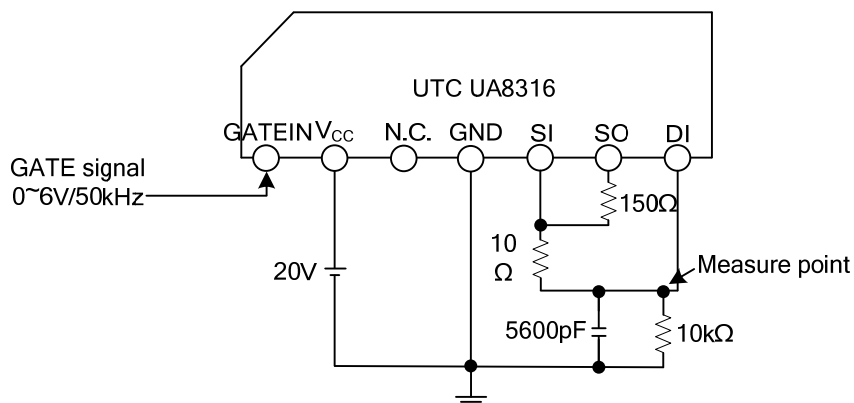 UTC UA8316
GATEIN VCC N.C. GND SI SO DI
GATE signal
0~6V/50kHz
150Ω
10
Ω
20V
Measure point
5600pF
10kΩ